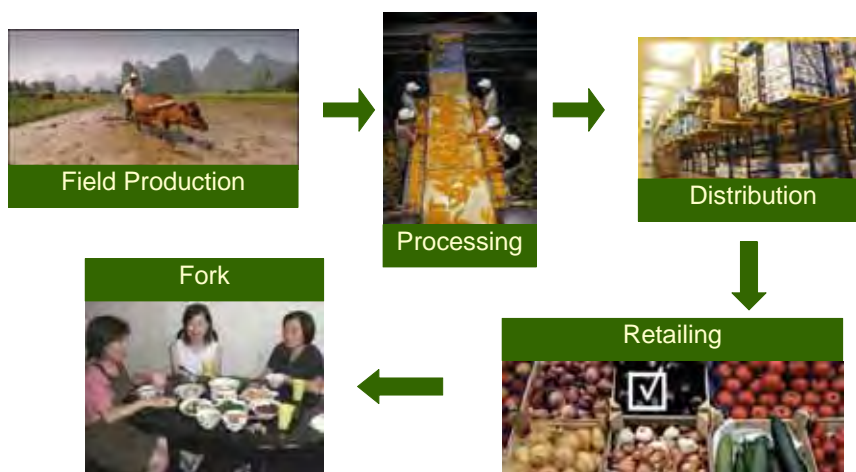 Field Production
Processing
Distribution
Retailing
Fork